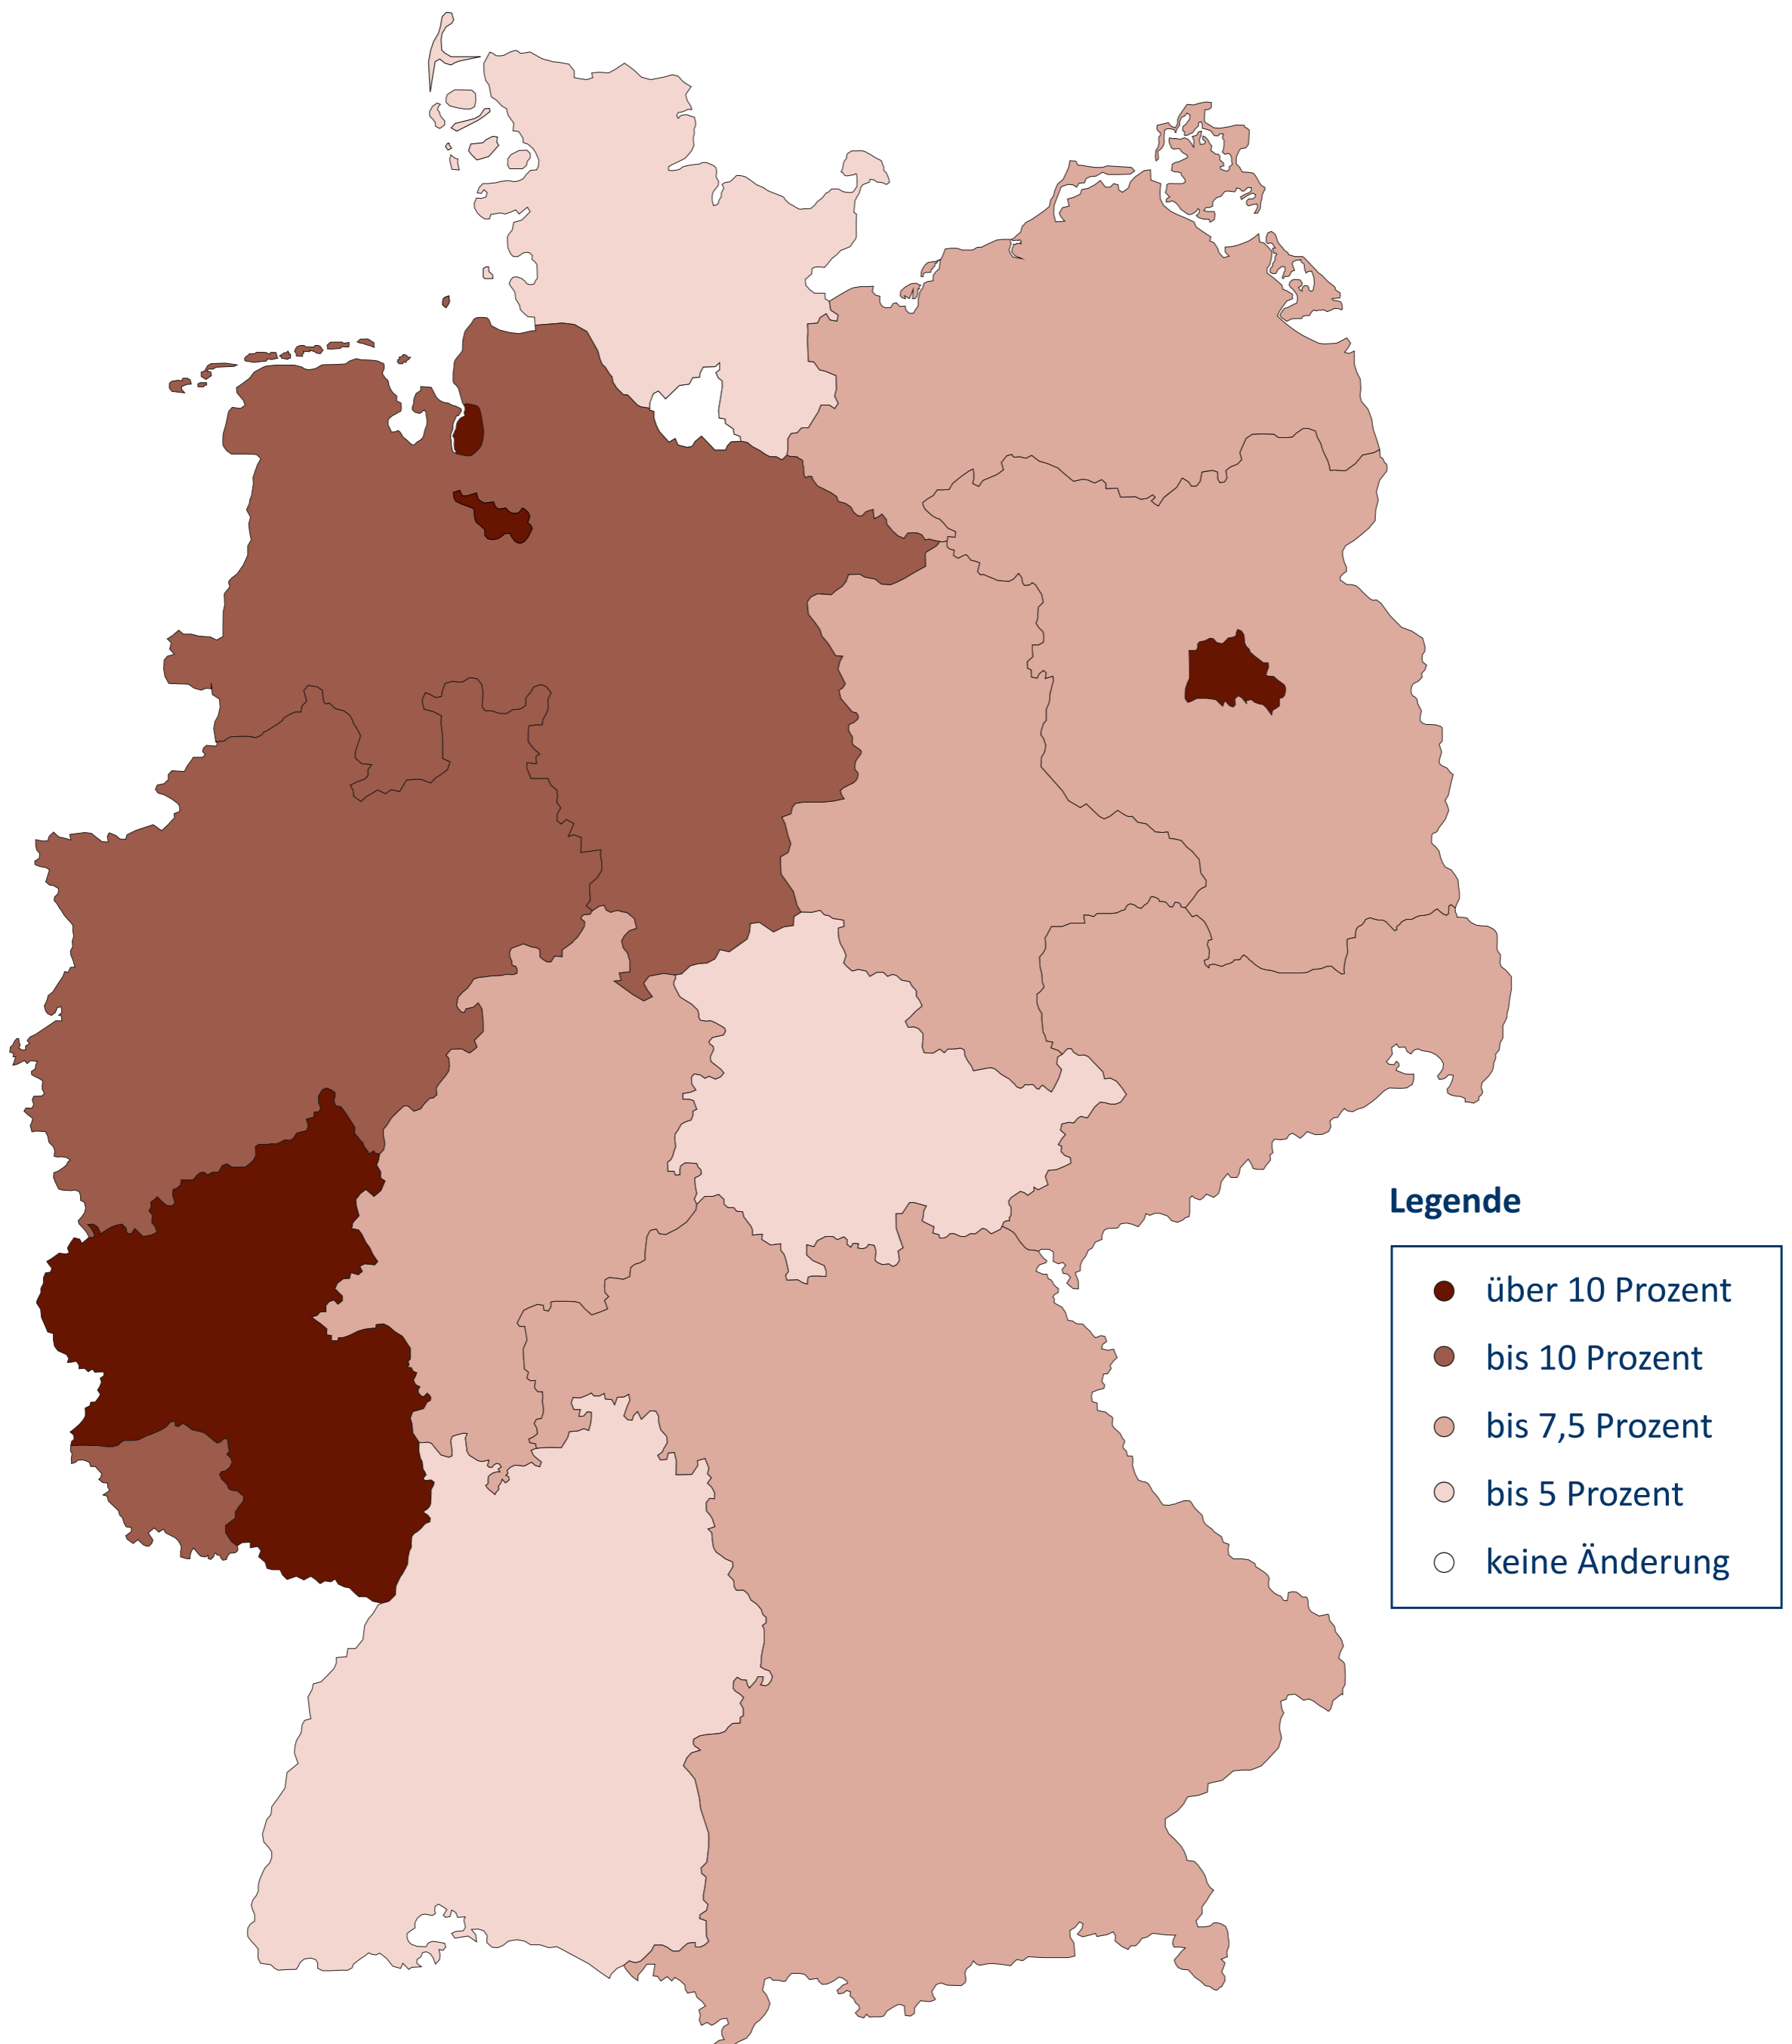 Legende
über 10 Prozent
bis 10 Prozent
bis 7,5 Prozent
bis 5 Prozent
keine Änderung